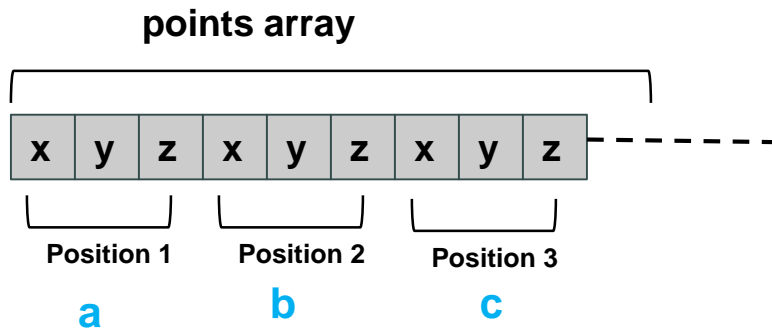 points array
x y z x y z x y z
Position 1 Position 2 Position 3
a b c